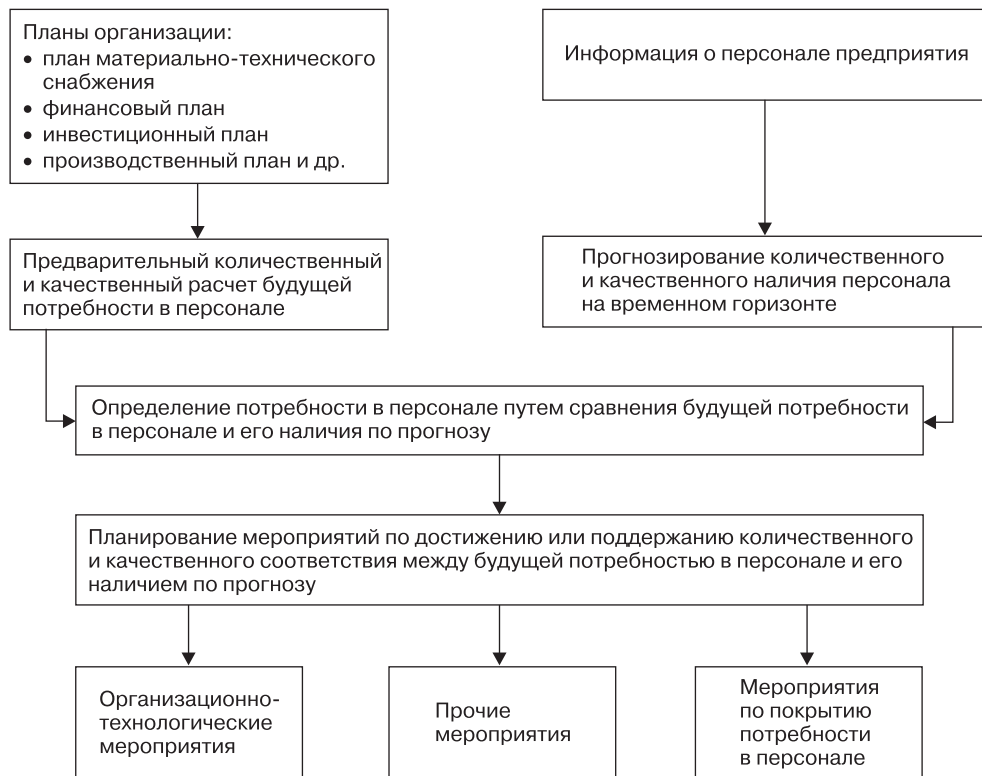 Планы организации:
• план материально-технического
снабжения
• финансовый план
• инвестиционный план
• производственный план и др.
Информация о персонале предприятия
Предварительный количественный
и качественный расчет будущей
потребности в персонале
Прогнозирование количественного
и качественного наличия персонала
на временном горизонте
Определение потребности в персонале путем сравнения будущей потребности
в персонале и его наличия по прогнозу
Планирование мероприятий по достижению или поддержанию количественного
и качественного соответствия между будущей потребностью в персонале и его
наличием по прогнозу
Организационно-
технологические
мероприятия
Прочие
мероприятия
Мероприятия
по покрытию
потребности
в персонале